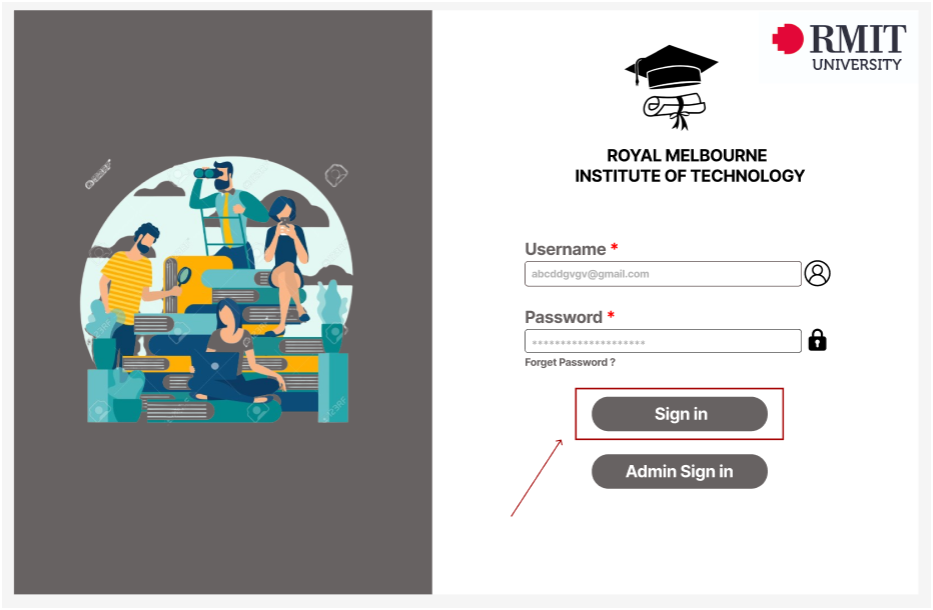 RMIT
UNIVERSITY
ROYAL MELBOURNE
INSTITUTE OF TECHNOLOGY
Username *
abcddgvgv@gmail.com
Password *
Forget Password ?
Sign in
Admin Sign in